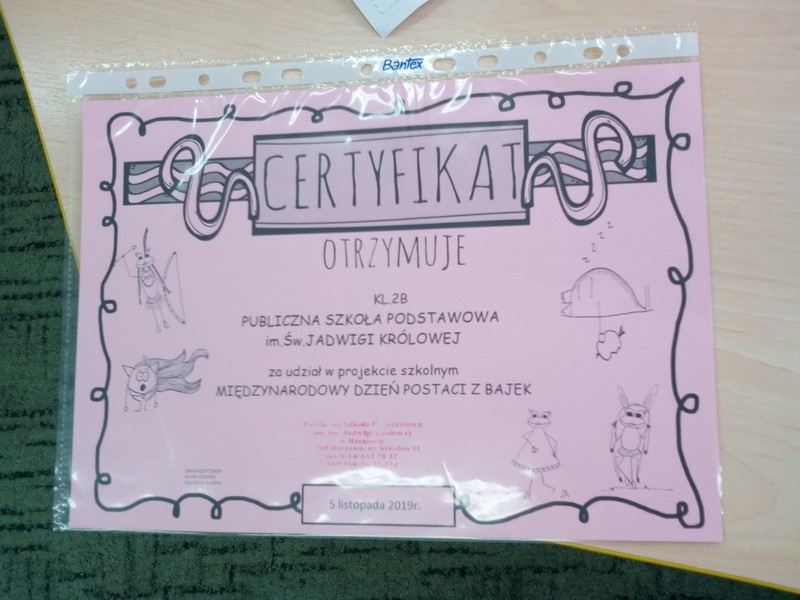 Bantex
CERTYFIKAT
OTRZYMUJE
KL.2B
PUBLICZNA SZKOŁA PODSTAWOWA
im.Św.JADWIGI KRÓLOWEJ
za udział w projekcie szkolnym
MIĘDZYNARODOWY DZIEŃ POSTACI Z BAJEK
5 listopada 2019r.
z z z z z